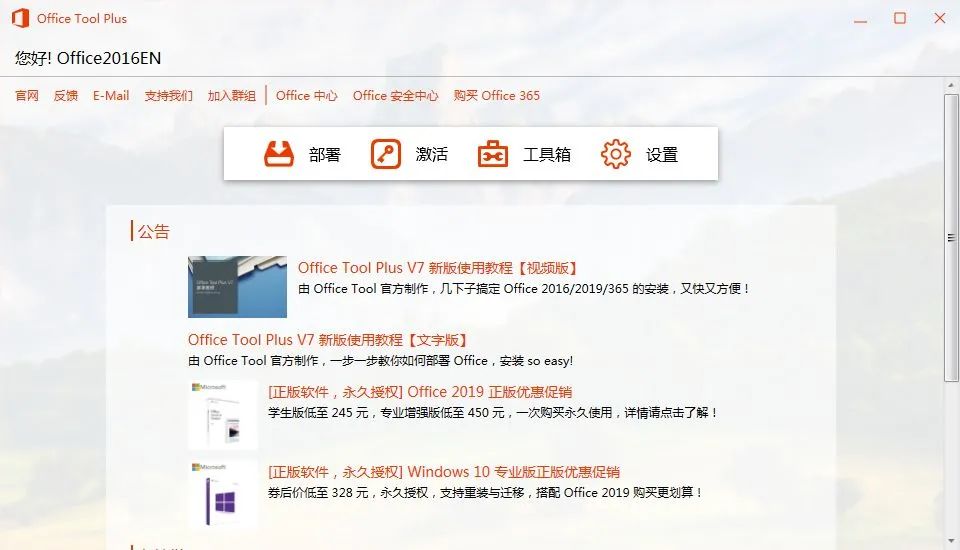 Office Tool Plus
您好! Office2016EN
官网 反馈 E-Mail 支持我们 加入群组 Office 中心 Office 安全中心 购买 Office 365
部署 激活 工具箱 设置
公告
Office Tool Plus V7 新版使用教程【视频版】
由 Office Tool 官方制作，几下子搞定 Office 2016/2019/365 的安装，又快又方便！
Office Tool Plus V7 新版使用教程【文字版】
由 Office Tool 官方制作，一步一步教你如何部署 Office，安装 so easy!
Microsoft
[正版软件，永久授权] Office 2019 正版优惠促销
学生版低至 245 元，专业增强版低至 450 元，一次购买永久使用，详情请点击了解！
Microsoft
[正版软件，永久授权] Windows 10 专业版正版优惠促销
券后价低至 328 元，永久授权，支持重装与迁移，搭配 Office 2019 购买更划算！